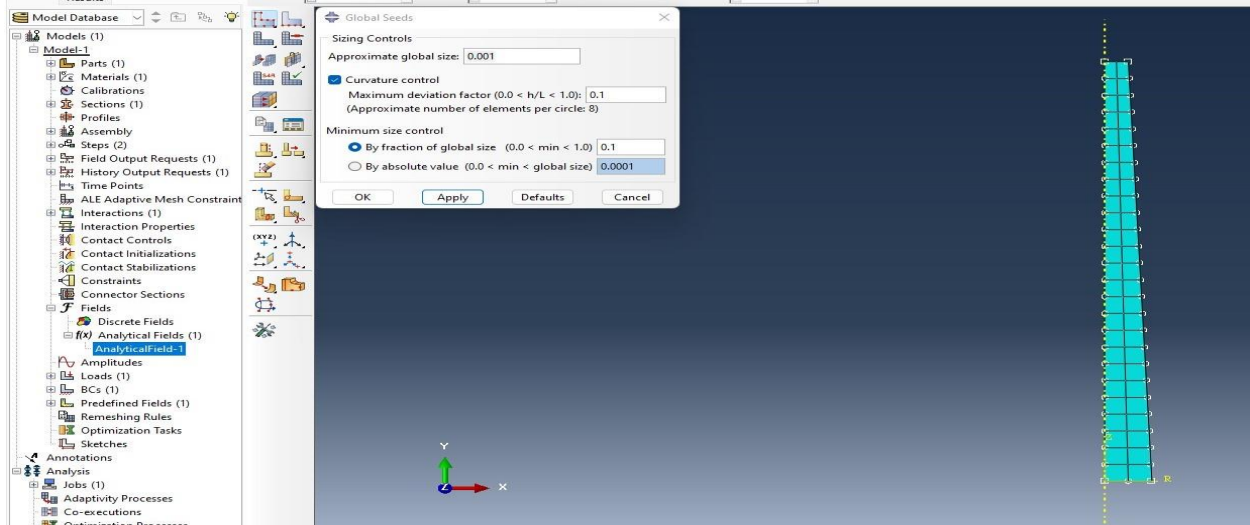 Results
Model Database
Models (1)
Model-1
Parts (1)
Materials (1)
Calibrations
Sections (1)
Profiles
Assembly
Steps (2)
Field Output Requests (1)
History Output Requests (1)
Time Points
ALE Adaptive Mesh Constraint
Interactions (1)
Interaction Properties
Contact Controls
Contact Initializations
Contact Stabilizations
Constraints
Connector Sections
F Fields
Discrete Fields
f(x) Analytical Fields (1)
AnalyticalField-1
Amplitudes
Loads (1)
BCs (1)
Predefined Fields (1)
Remeshing Rules
Optimization Tasks
Sketches
Annotations
Analysis
Jobs (1)
Adaptivity Processes
Co-executions
Optimization Processes
(XYZ)
Global Seeds
Sizing Controls
Approximate global size: 0.001
Curvature control
Maximum deviation factor (0.0 < h/L < 1.0): 0.1
(Approximate number of elements per circle: 8)
Minimum size control
By fraction of global size (0.0 < min < 1.0) 0.1
By absolute value (0.0 < min < global size) 0.0001
OK Apply Defaults Cancel
Y
Z
X
R